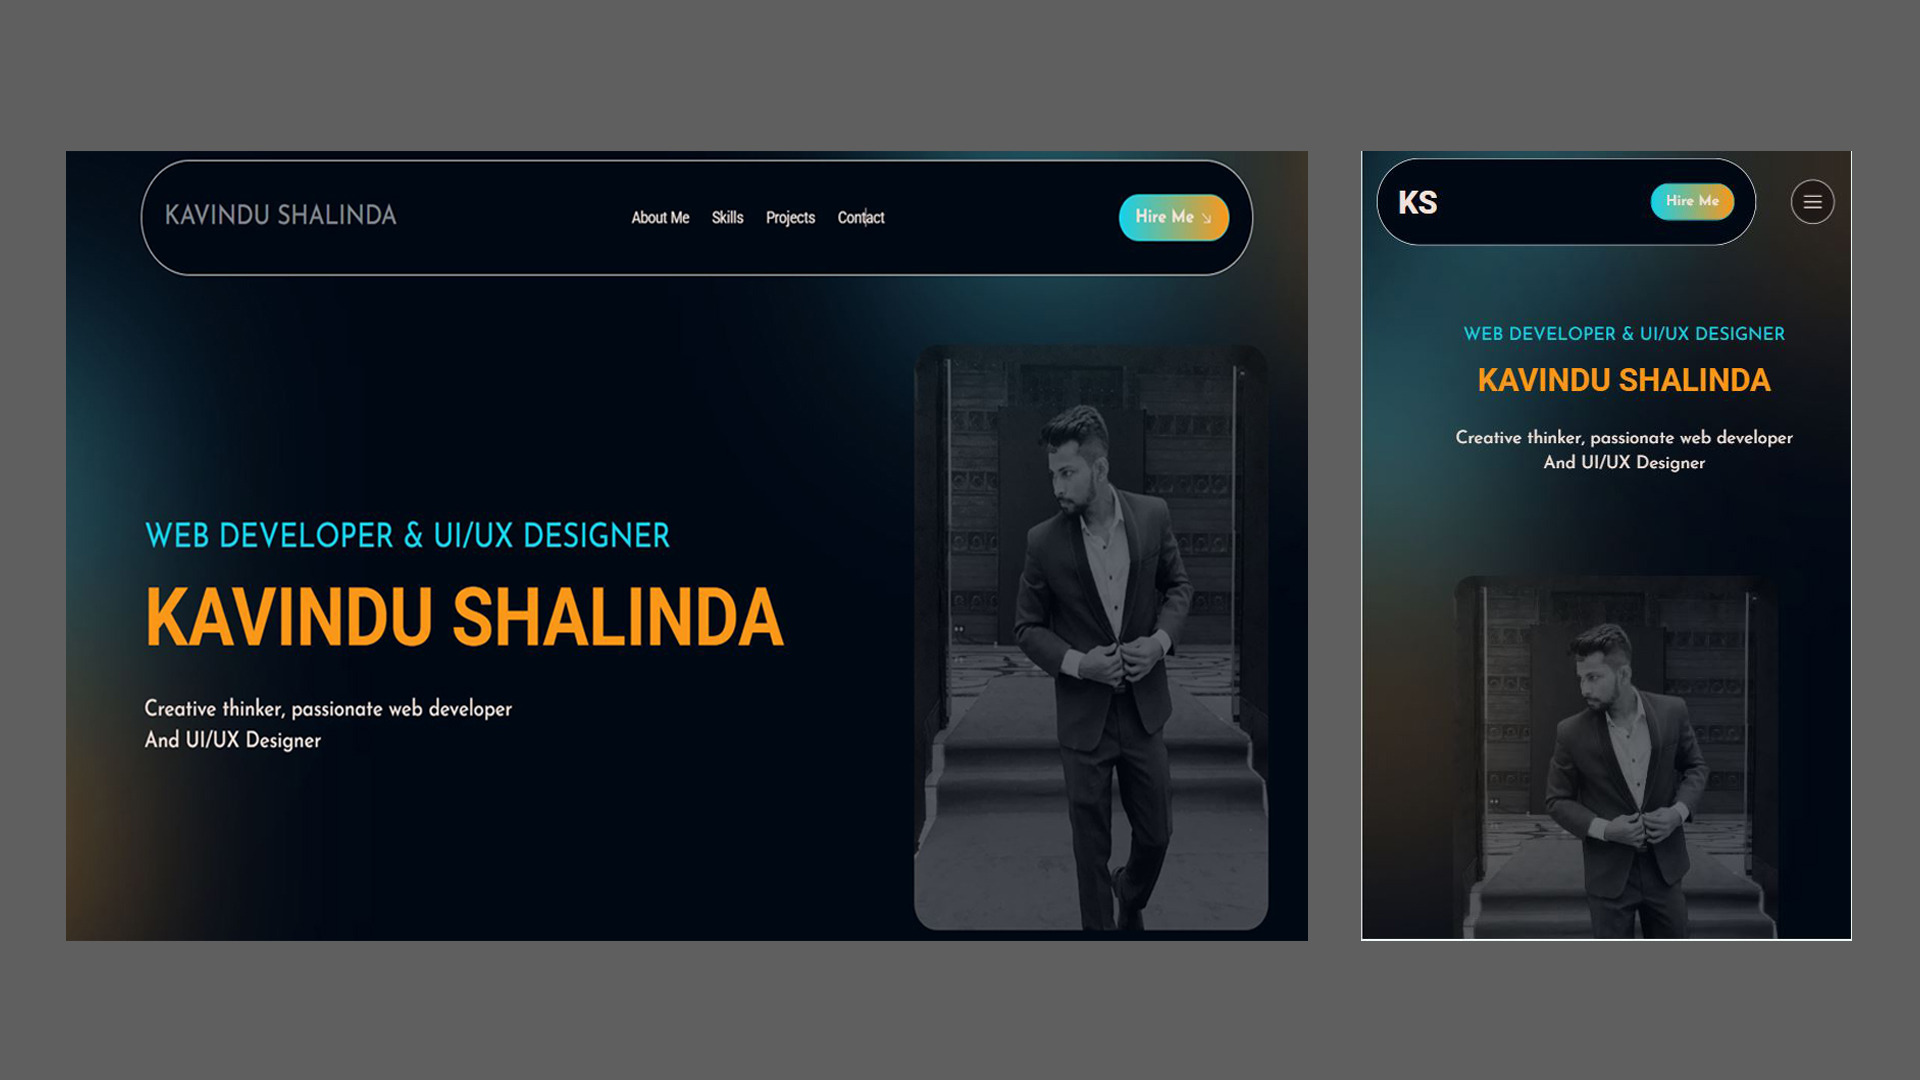 KAVINDU SHALINDA
About Me Skills Projects Contact
Hire Me
WEB DEVELOPER & UI/UX DESIGNER
KAVINDU SHALINDA
Creative thinker, passionate web developer
And UI/UX Designer
KS
Hire Me
WEB DEVELOPER & UI/UX DESIGNER
KAVINDU SHALINDA
Creative thinker, passionate web developer
And UI/UX Designer